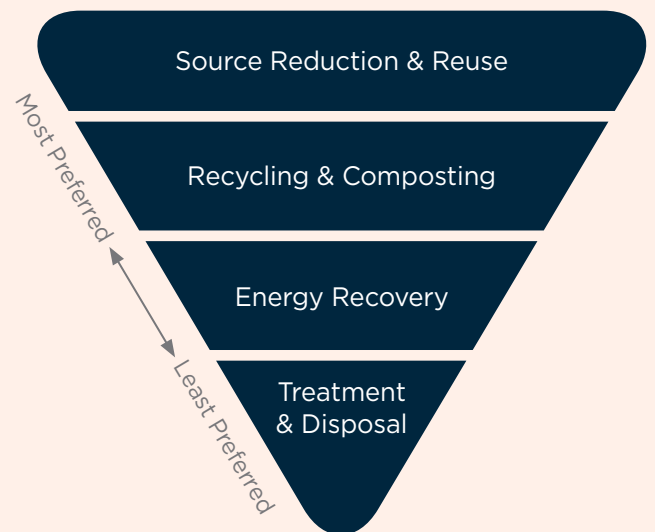 Source Reduction & Reuse
Most Preferred
Recycling & Composting
Energy Recovery
Least Preferred
Treatment
& Disposal